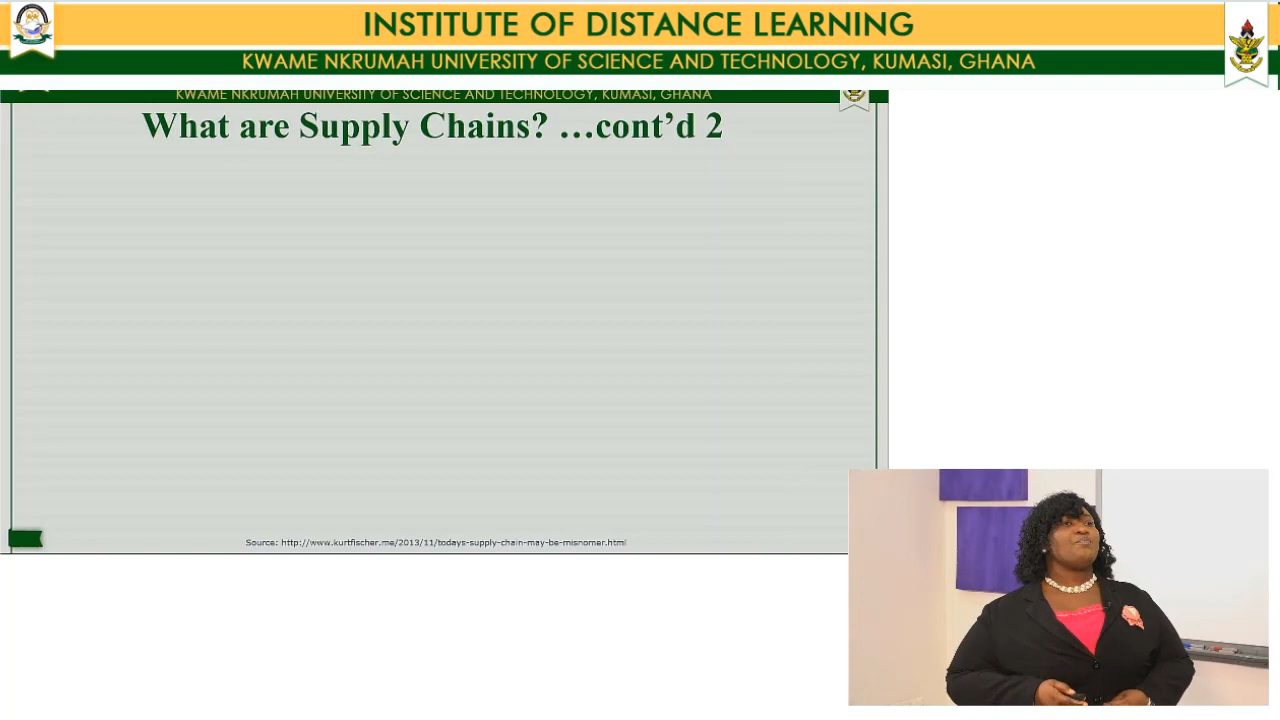 INSTITUTE OF DISTANCE LEARNING
KWAME NKRUMAH UNIVERSITY OF SCIENCE AND TECHNOLOGY, KUMASI, GHANA
KWAME NKRUMAH UNIVERSITY OF SCIENCE AND TECHNOLOGY, KUMASI, GHANA
What are Supply Chains? …cont’d 2
Source: http://www.kurtfischer.me/2013/11/todays-supply-chain-may-be-misnomer.html